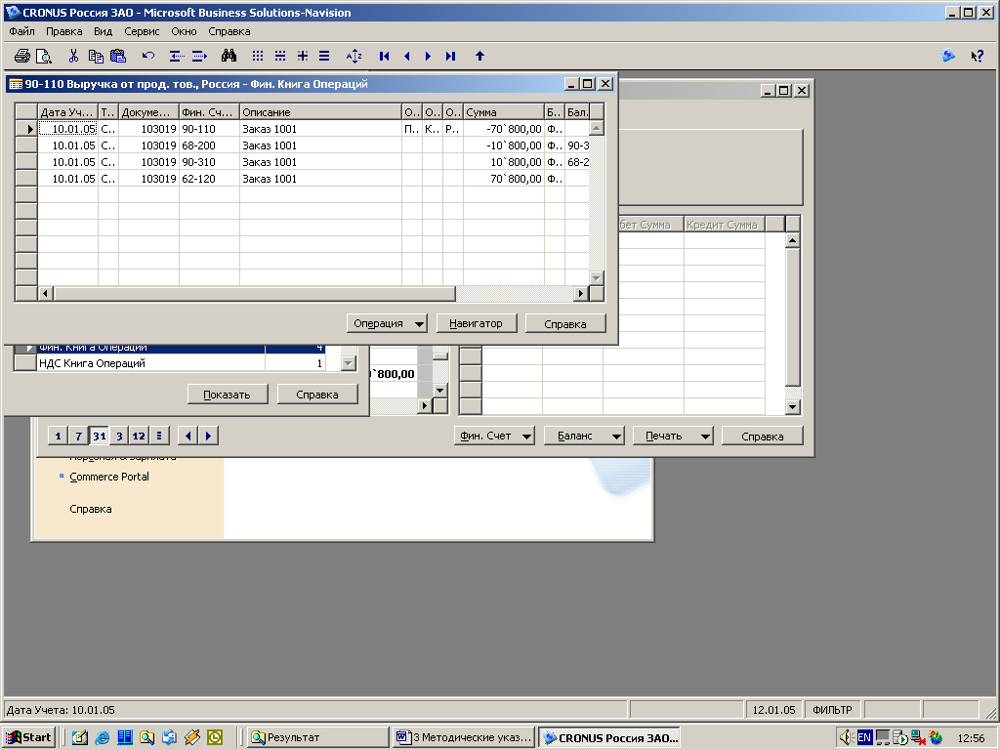 CRONUS Россия ЗАО - Microsoft Business Solutions-Navision
Файл Правка Вид Сервис Окно Справка
90-110 Выручка от прод. тов., Россия - Фин. Книга Операций
Дата Уч... Т.. Докуме... Фин. Сч... Описание О.. О.. О.. Сумма Б.. Бал.
10.01.05 С.. 103019 90-110 Заказ 1001 П.. К.. Р.. -70`800,00 Ф..
10.01.05 С.. 103019 68-200 Заказ 1001 -10`800,00 Ф.. 90-3
10.01.05 С.. 103019 90-310 Заказ 1001 10`800,00 Ф.. 68-2
10.01.05 С.. 103019 62-120 Заказ 1001 70`800,00 Ф..
бет Сумма Кредит Сумма
Операция Навигатор Справка
Фин. Книга Операций 4
НДС Книга Операций 1
`800,00
Показать Справка
1 7 31 3 12
Фин. Счет Баланс Печать Справка
Персонал & Зарплата
Commerce Portal
Справка
Дата Учета: 10.01.05 12.01.05 ФИЛЬТР
Start Результат 3 Методические указ... CRONUS Россия ЗАО... EN 12:56